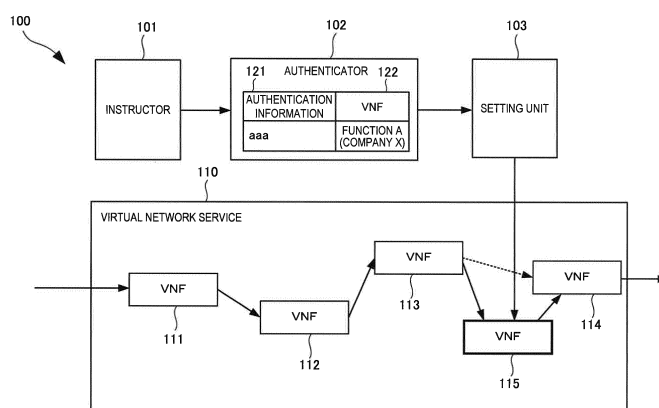 100
101
102
103
INSTRUCTOR
AUTHENTICATOR
121
122
AUTHENTICATION
INFORMATION
VNF
aaa
FUNCTION A
(COMPANY X)
SETTING UNIT
110
VIRTUAL NETWORK SERVICE
VNF
111
VNF
112
VNF
113
VNF
114
VNF
115